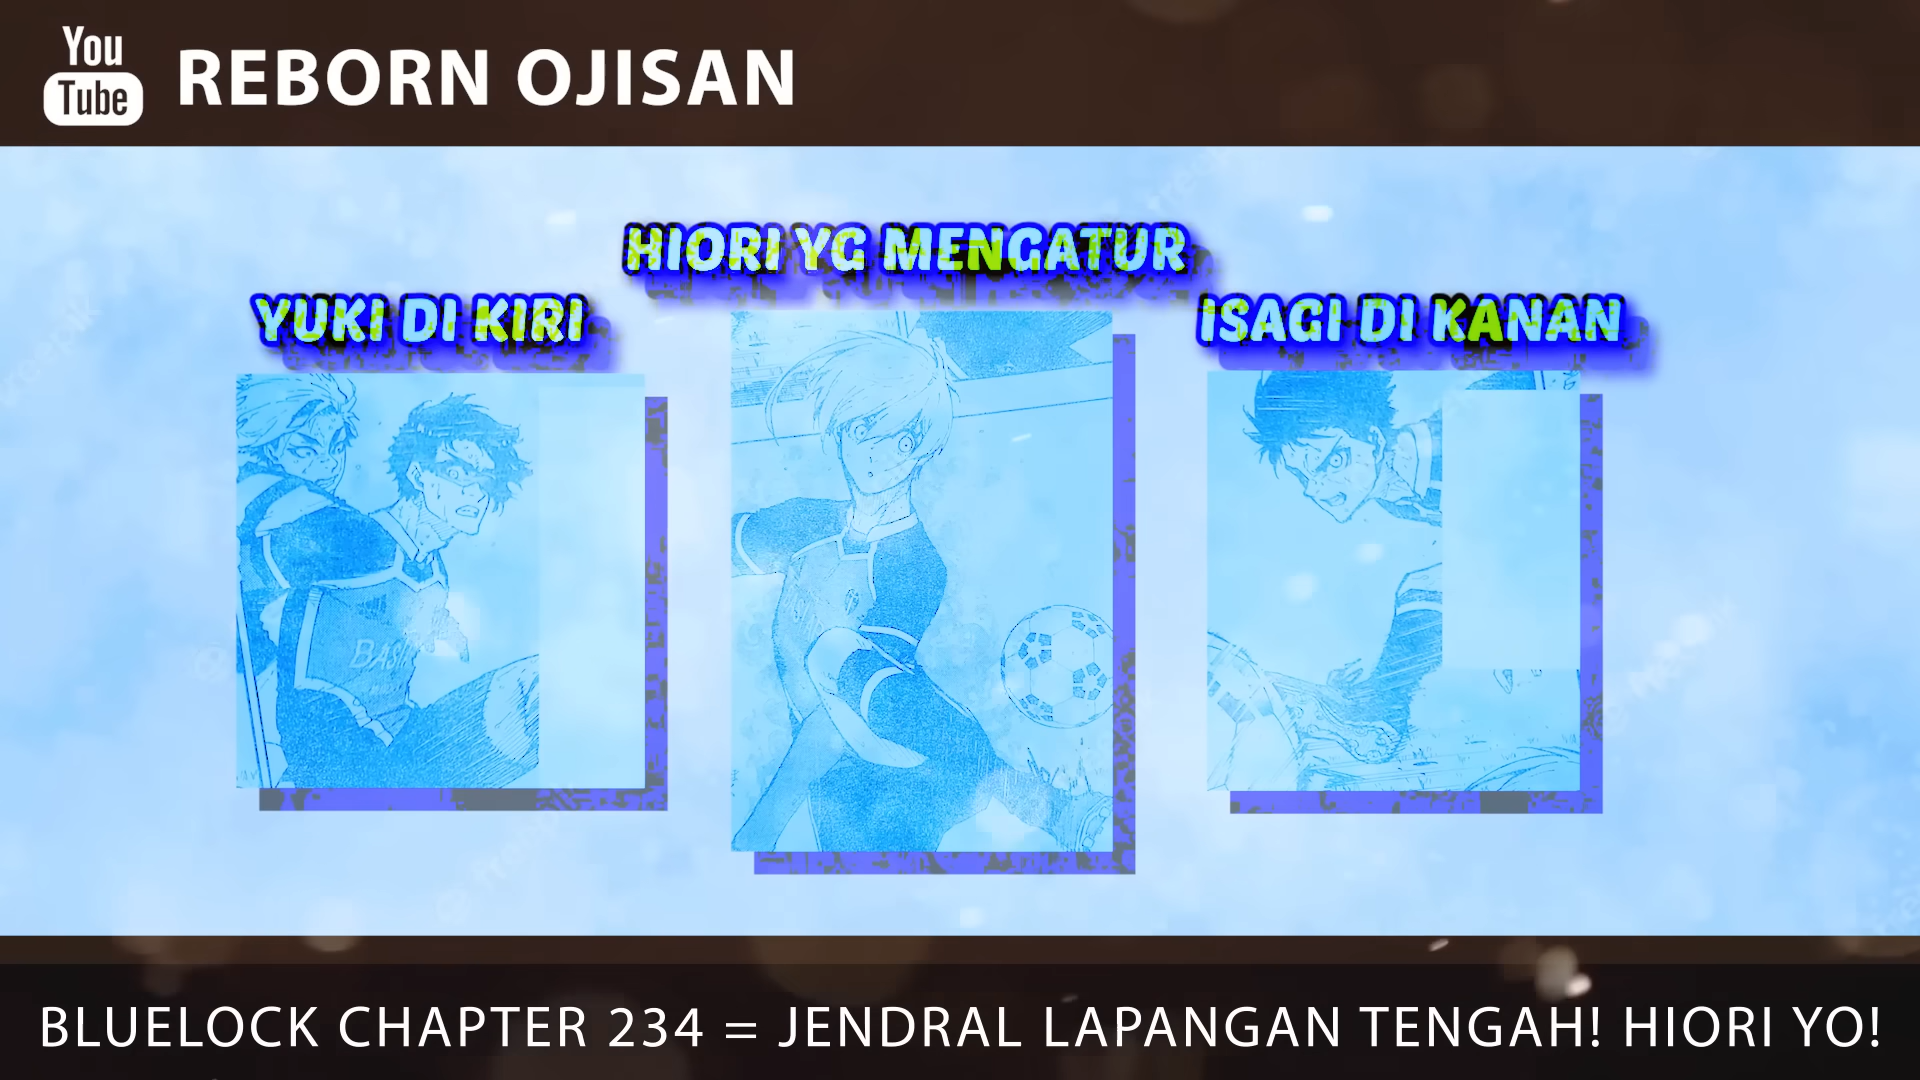 You
Tube
REBORN OJISAN
HIORI YG MENGATUR
YUKI DI KIRI
ISAGI DI KANAN
BLUELOCK CHAPTER 234 = JENDRAL LAPANGAN TENGAH! HIORI YO!